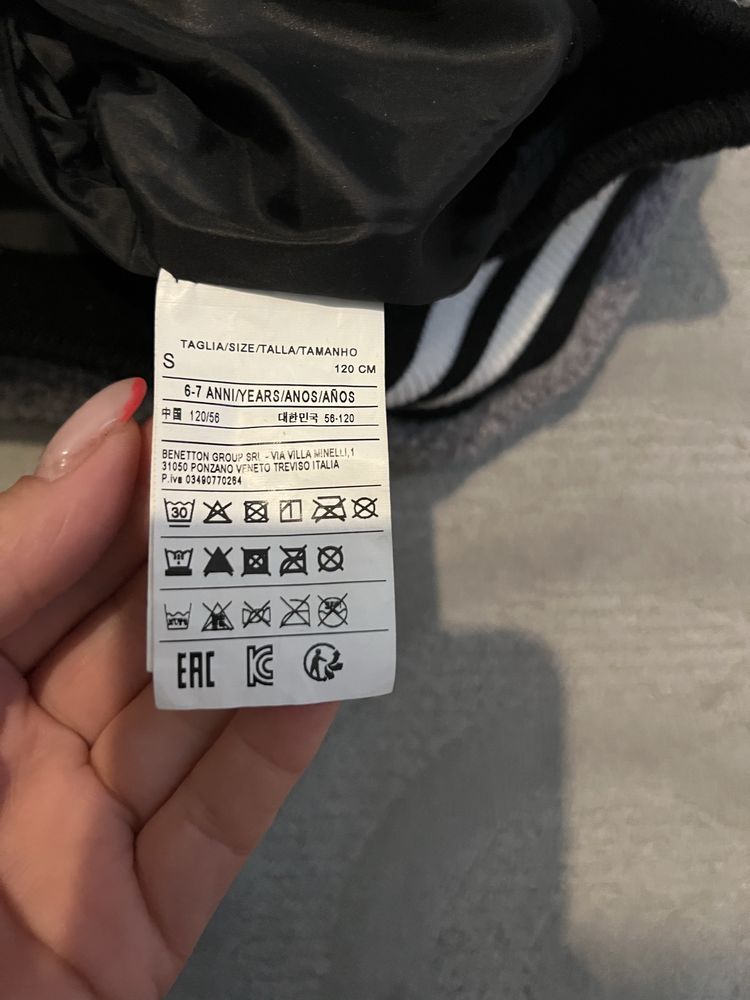 TAGLIA/SIZE/TALLA/TAMANHO
S 120 CM
6-7 ANNI/YEARS/ANOS/AÑOS
中国 120/56 대한민국 56-120
BENETTON GROUP SRL - VIA VILLA MINELLI,1
31050 PONZANO VENETO TREVISO ITALIA
P.iva 03490770264
30
EAC